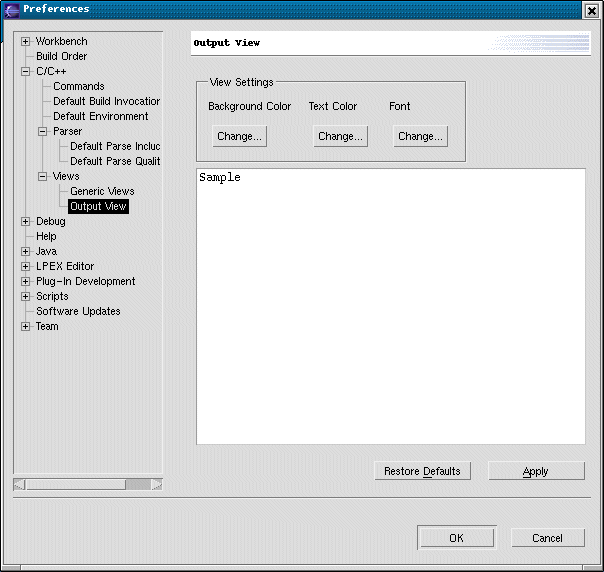 Preferences
Workbench
Build Order
C/C++
Commands
Default Build Invocation
Default Environment
Parser
Default Parse Includ
Default Parse Qualit
Views
Generic Views
Output View
Debug
Help
Java
LPEX Editor
Plug-In Development
Scripts
Software Updates
Team
Output View
View Settings
Background Color Text Color Font
Change... Change... Change...
Sample
Restore Defaults Apply
OK Cancel